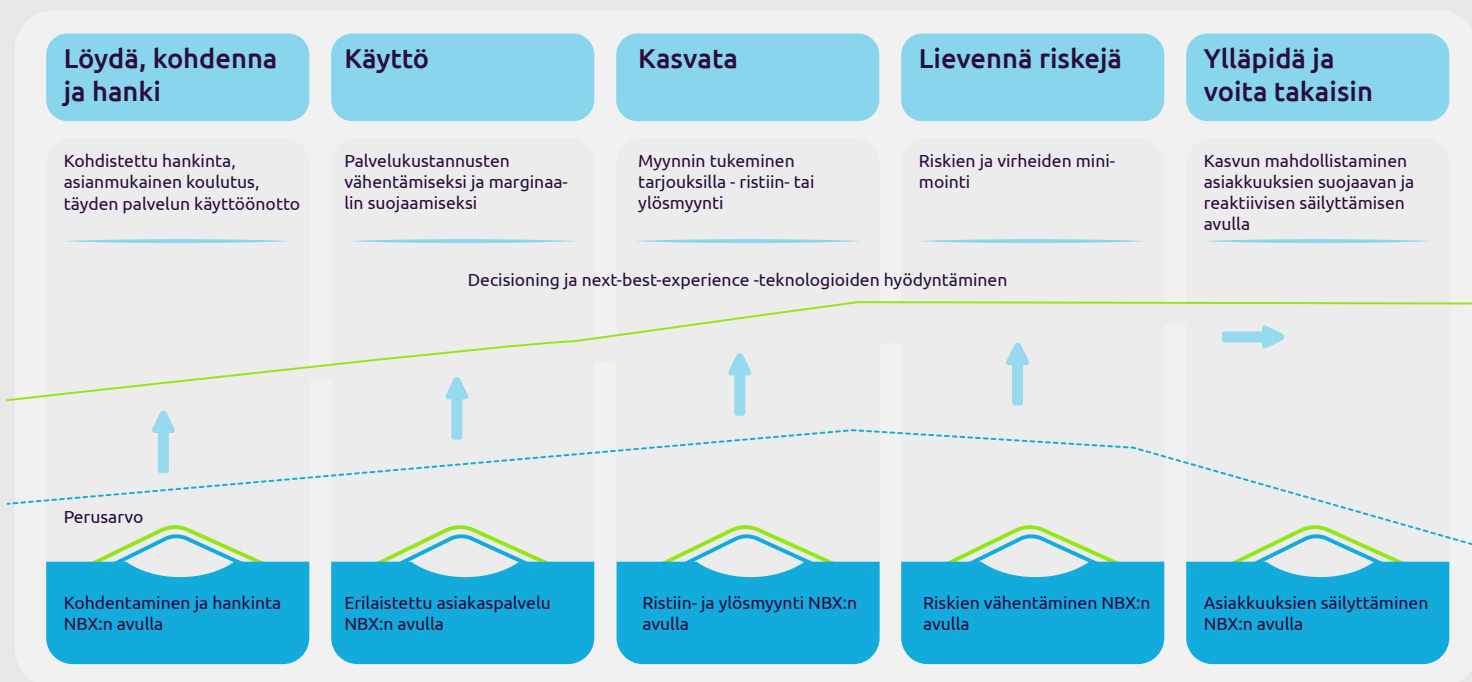 Löydä, kohdenna
ja hanki
Käyttö
Kasvata
Lievennä riskejä
Ylläpidä ja
voita takaisin
Kohdistettu hankinta,
asianmukainen koulutus,
täyden palvelun käyttöönotto
Palvelukustannusten
vähentämiseksi ja marginaa-
lin suojaamiseksi
Myynnin tukeminen
tarjouksilla - ristiin- tai
ylösmyynti
Riskien ja virheiden mini-
mointi
Kasvun mahdollistaminen
asiakkuuksien suojaavan ja
reaktiivisen säilyttämisen
avulla
Decisioning ja next-best-experience -teknologioiden hyödyntäminen
Perusarvo
Kohdentaminen ja hankinta
NBX:n avulla
Erilaistettu asiakaspalvelu
NBX:n avulla
Ristiin- ja ylösmyynti NBX:n
avulla
Riskien vähentäminen NBX:n
avulla
Asiakkuuksien säilyttäminen
NBX:n avulla